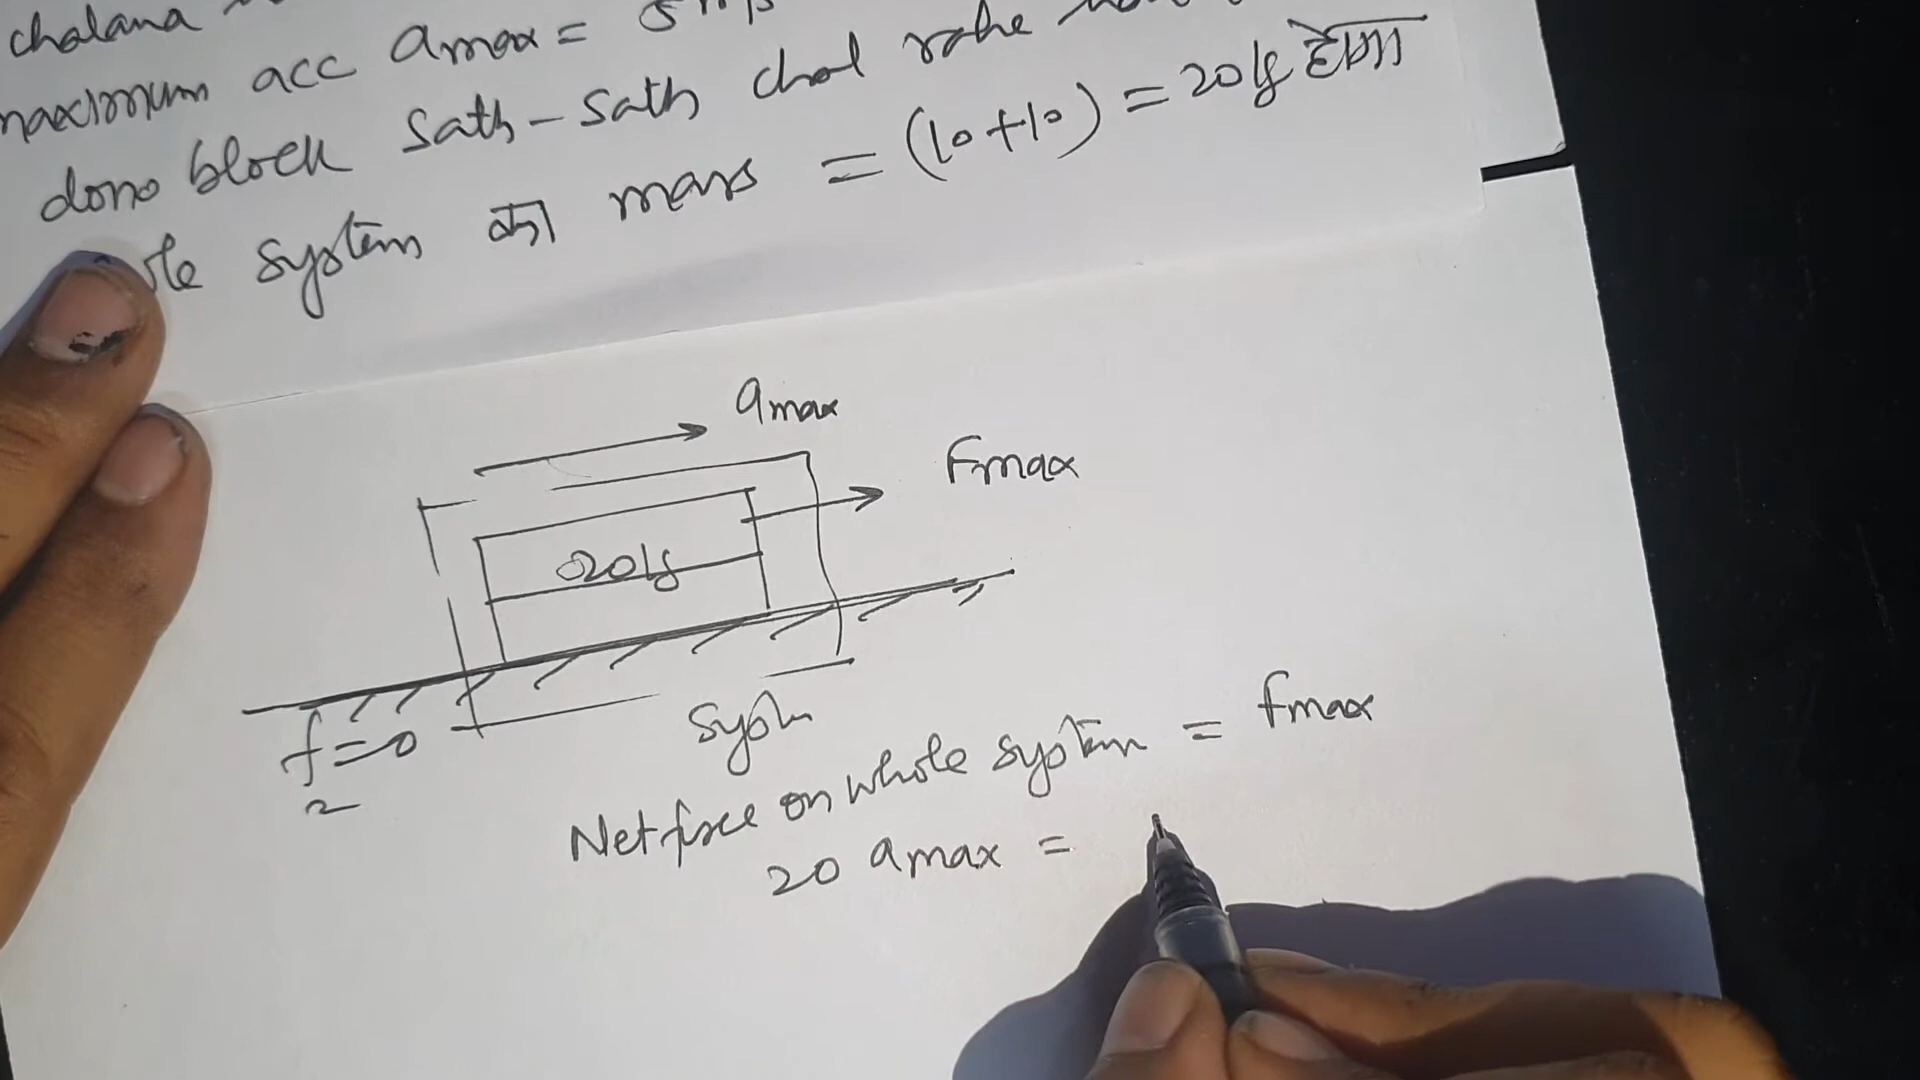 chalana
maximum acc amax = 5 m/s
dono block Sath-Sath chal rahe
system का mass = (10+10) = 20kg होगा
amax
Fmax
20kg
f=0
System
Net force on whole system = fmax
20 amax =